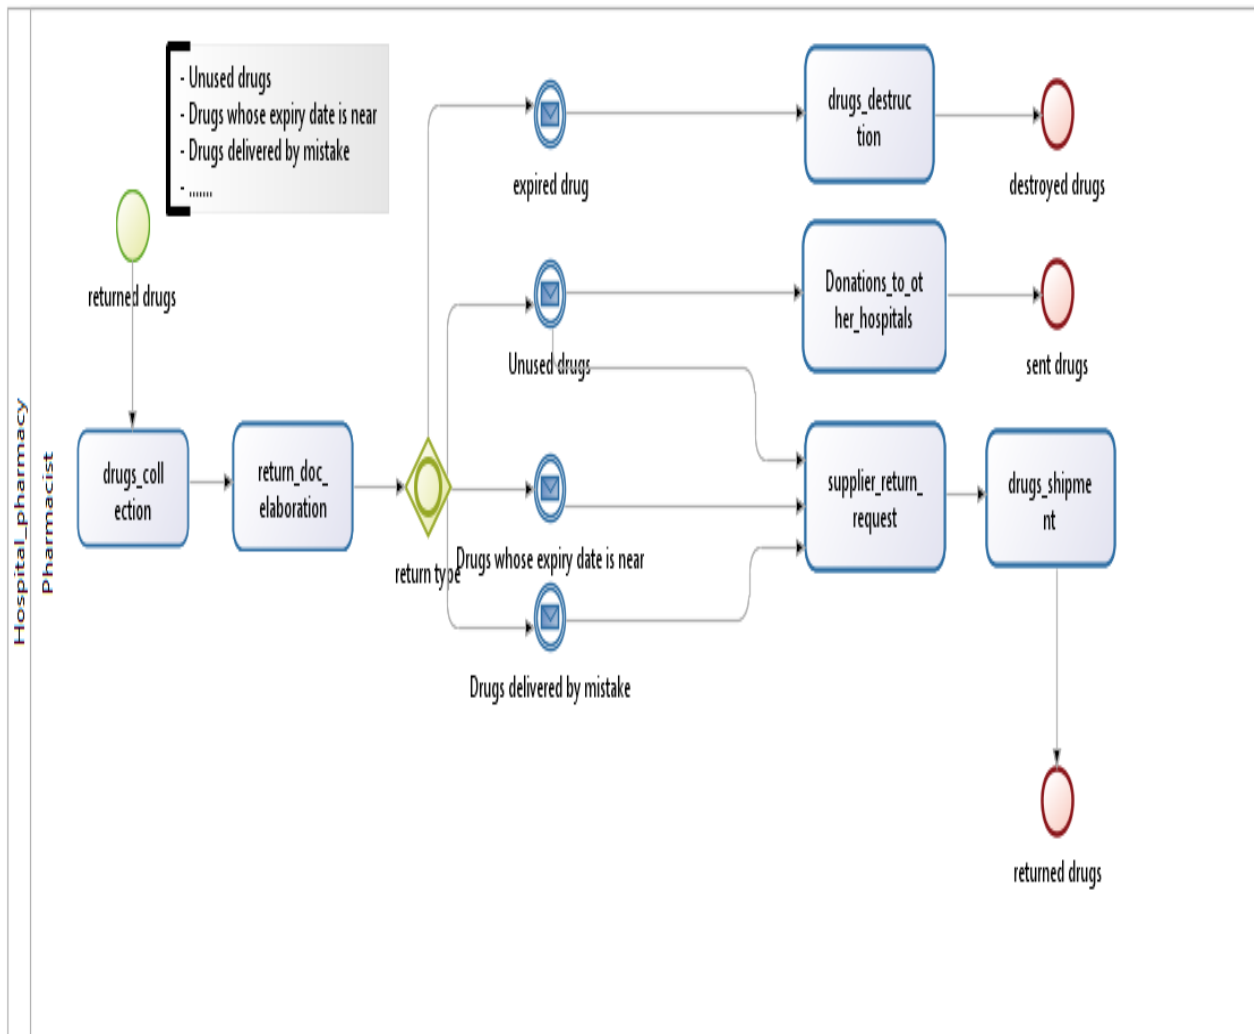 Hospital_pharmacy
Pharmacist
- Unused drugs
- Drugs whose expiry date is near
- Drugs delivered by mistake
- .......
returned drugs
drugs_coll
ection
return_doc_
elaboration
return type
expired drug
Unused drugs
Drugs whose expiry date is near
Drugs delivered by mistake
drugs_destruc
tion
destroyed drugs
Donations_to_ot
her_hospitals
sent drugs
supplier_return_
request
drugs_shipme
nt
returned drugs